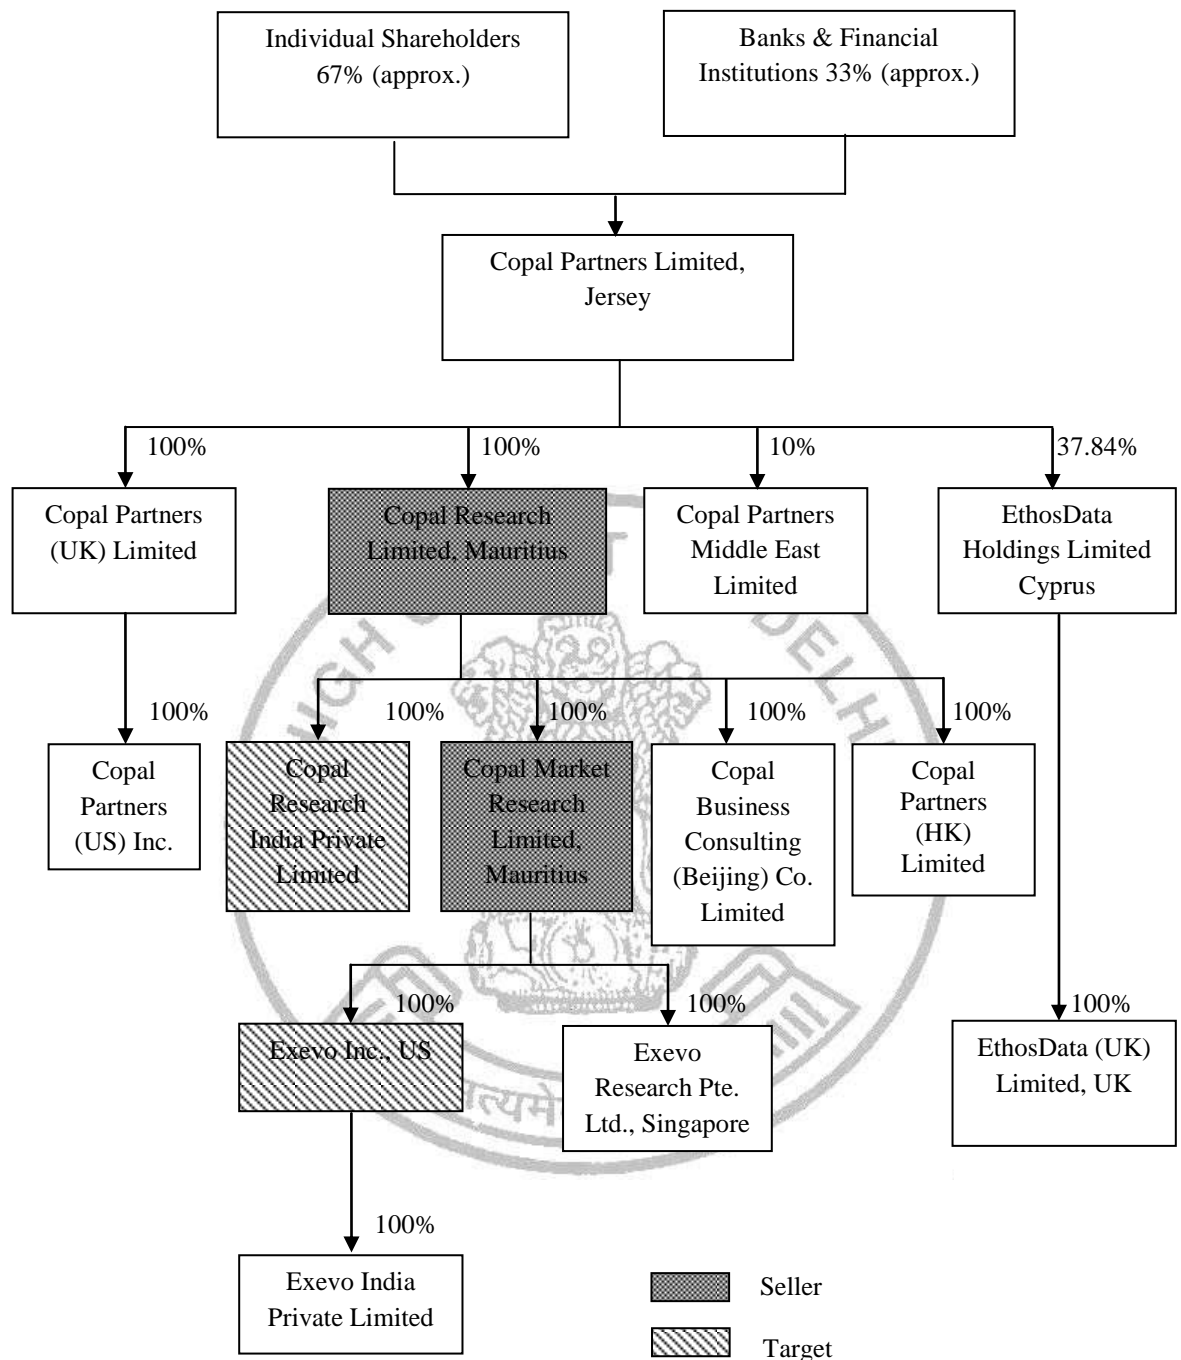 Individual Shareholders
67% (approx.)
Banks & Financial
Institutions 33% (approx.)
Copal Partners Limited,
Jersey
100%
100%
10%
37.84%
Copal Partners
(UK) Limited
Copal Research
Limited, Mauritius
Copal Partners
Middle East
Limited
EthosData
Holdings Limited
Cyprus
100%
100%
100%
100%
100%
Copal
Partners
(US) Inc.
Copal
Research
India Private
Limited
Copal Market
Research
Limited,
Mauritius
Copal
Business
Consulting
(Beijing) Co.
Limited
Copal
Partners
(HK)
Limited
100%
100%
100%
Exevo Inc., US
Exevo
Research Pte.
Ltd., Singapore
EthosData (UK)
Limited, UK
100%
Exevo India
Private Limited
Seller
Target